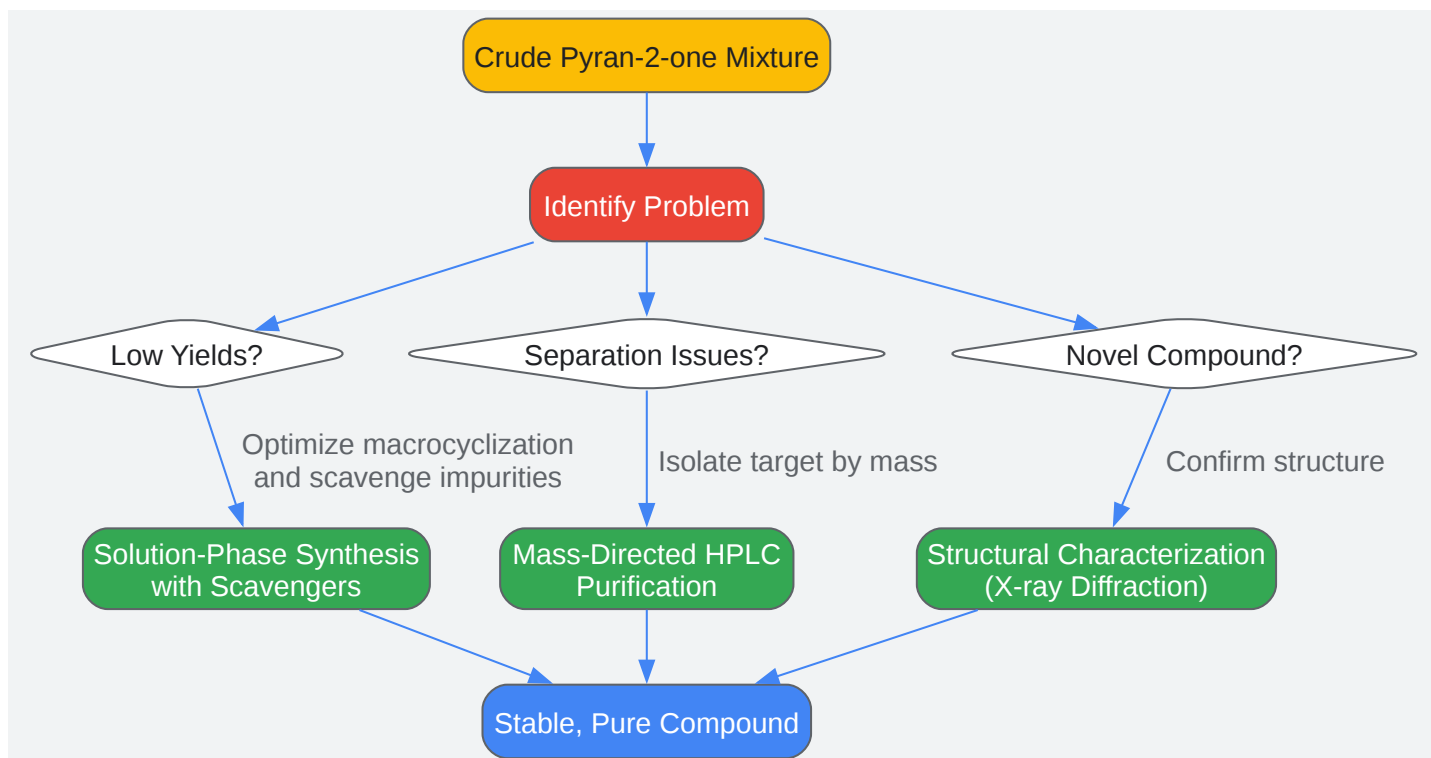 Crude Pyran-2-one Mixture
Identify Problem
Low Yields?
Separation Issues?
Novel Compound?
Optimize macrocyclization
and scavenge impurities
Isolate target by mass
Confirm structure
Solution-Phase Synthesis
with Scavengers
Mass-Directed HPLC
Purification
Structural Characterization
(X-ray Diffraction)
Stable, Pure Compound